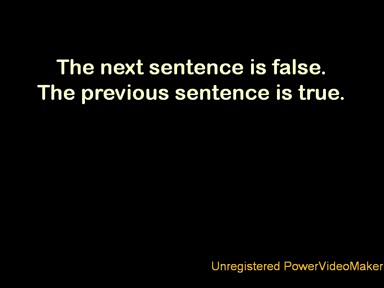 The next sentence is false.
The previous sentence is true.
Unregistered PowerVideoMaker